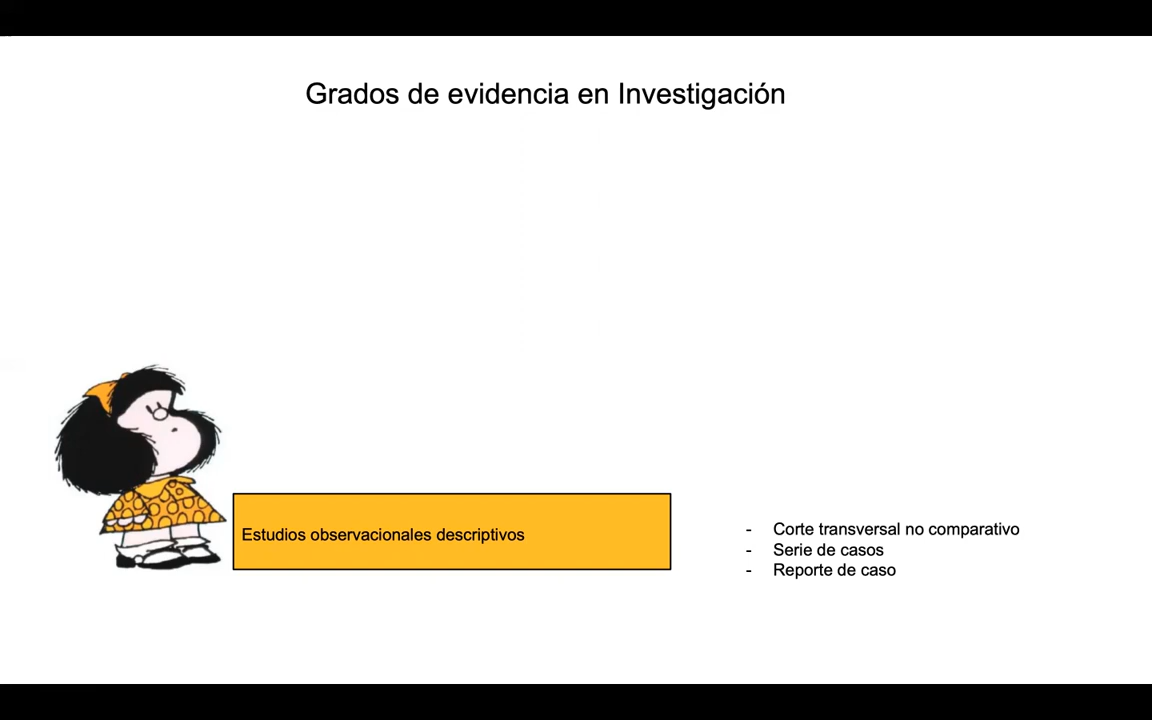 Grados de evidencia en Investigación
Estudios observacionales descriptivos
- Corte transversal no comparativo
- Serie de casos
- Reporte de caso